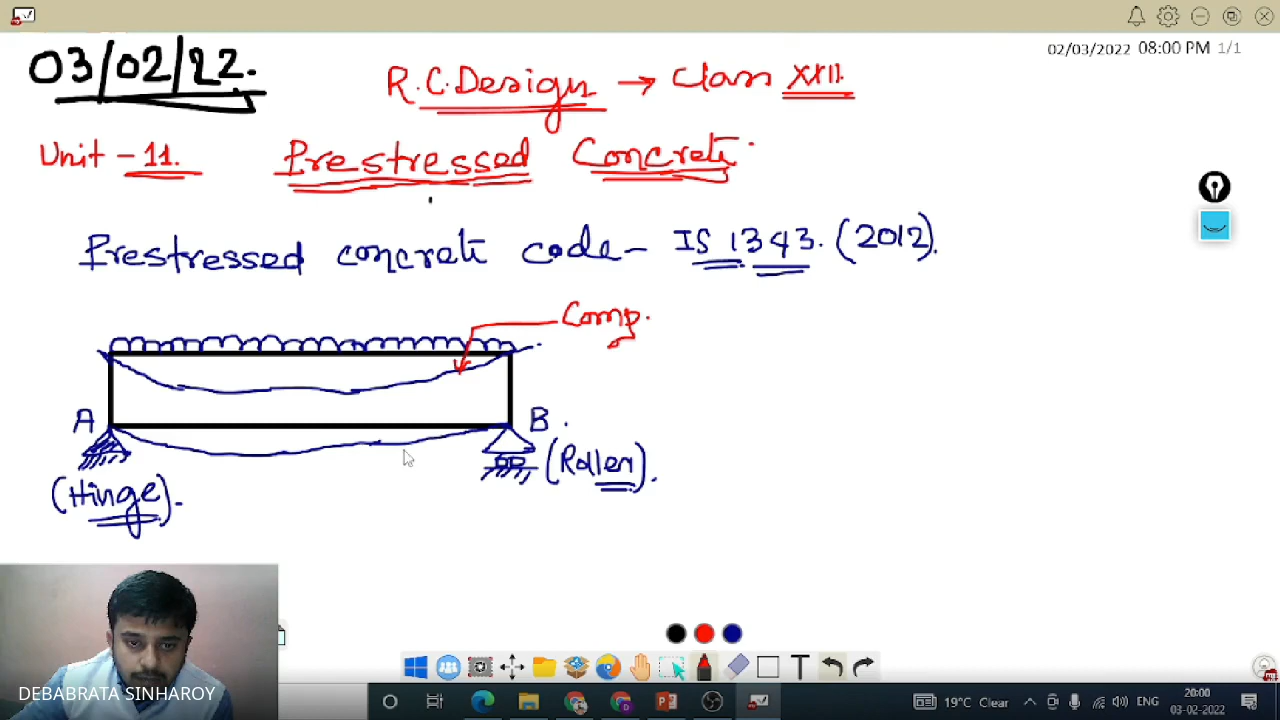 02/03/2022 08:00 PM 1/1
03/02/22.
R.C.Design → Class XXII.
Unit - 11. Prestressed Concrete.
Prestressed concrete code - IS 1343. (2012).
Comp.
A
B.
(Hinge).
(Roller).
DEBABRATA SINHAROY
T
19°C Clear
ENG
20:00
03-02-2022